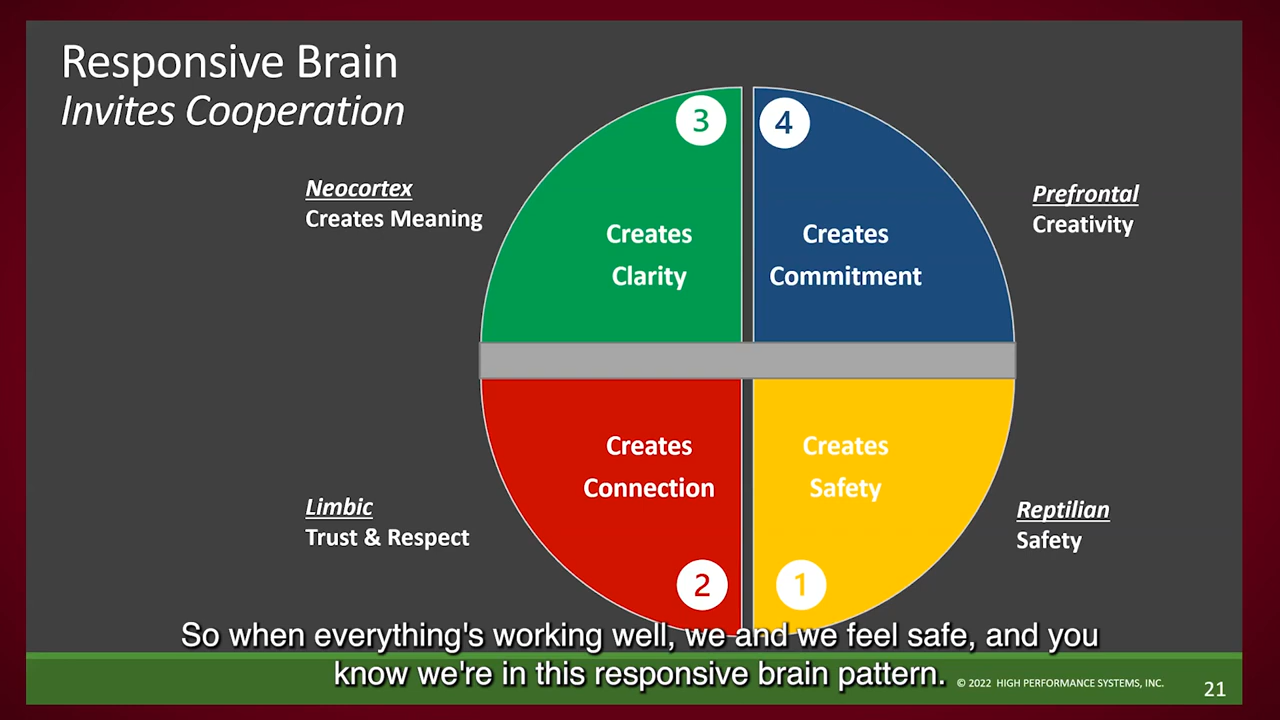 Responsive Brain
Invites Cooperation
3
4
Neocortex
Creates Meaning
Prefrontal
Creativity
Creates
Clarity
Creates
Commitment
Creates
Connection
Creates
Safety
Limbic
Trust & Respect
Reptilian
Safety
2
1
So when everything's working well, we and we feel safe, and you
know we're in this responsive brain pattern.
© 2022 HIGH PERFORMANCE SYSTEMS, INC.
21